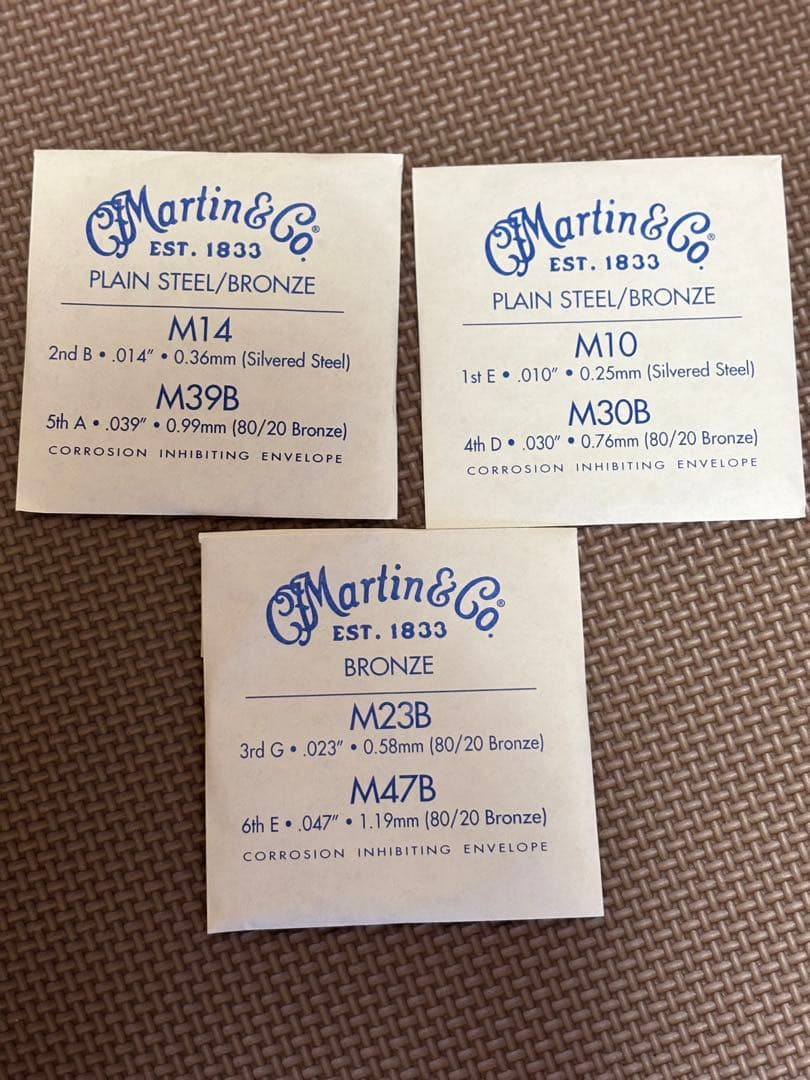 CFMartin&Co.®
EST. 1833
PLAIN STEEL/BRONZE
M14
2nd B • .014" • 0.36mm (Silvered Steel)
M39B
5th A • .039" • 0.99mm (80/20 Bronze)
CORROSION INHIBITING ENVELOPE
CFMartin&Co.®
EST. 1833
PLAIN STEEL/BRONZE
M10
1st E • .010" • 0.25mm (Silvered Steel)
M30B
4th D • .030" • 0.76mm (80/20 Bronze)
CORROSION INHIBITING ENVELOPE
CFMartin&Co.®
EST. 1833
BRONZE
M23B
3rd G • .023" • 0.58mm (80/20 Bronze)
M47B
6th E • .047" • 1.19mm (80/20 Bronze)
CORROSION INHIBITING ENVELOPE